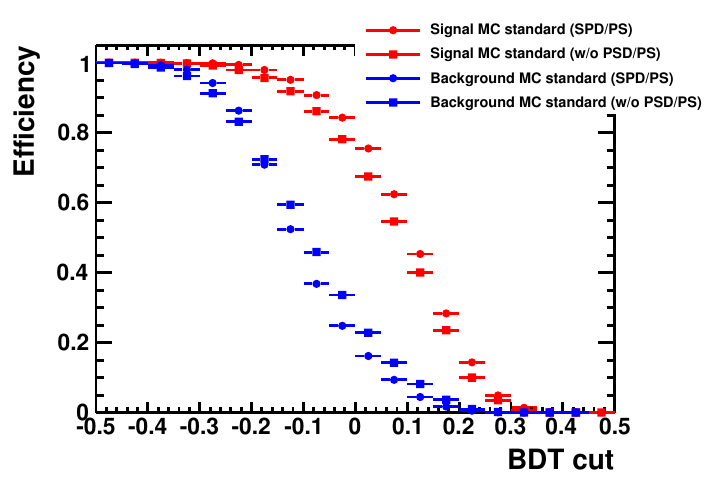 Signal MC standard (SPD/PS)
Signal MC standard (w/o PSD/PS)
Background MC standard (SPD/PS)
Background MC standard (w/o PSD/PS)
Efficiency
1
0.8
0.6
0.4
0.2
0
-0.5 -0.4 -0.3 -0.2 -0.1 0 0.1 0.2 0.3 0.4 0.5
BDT cut